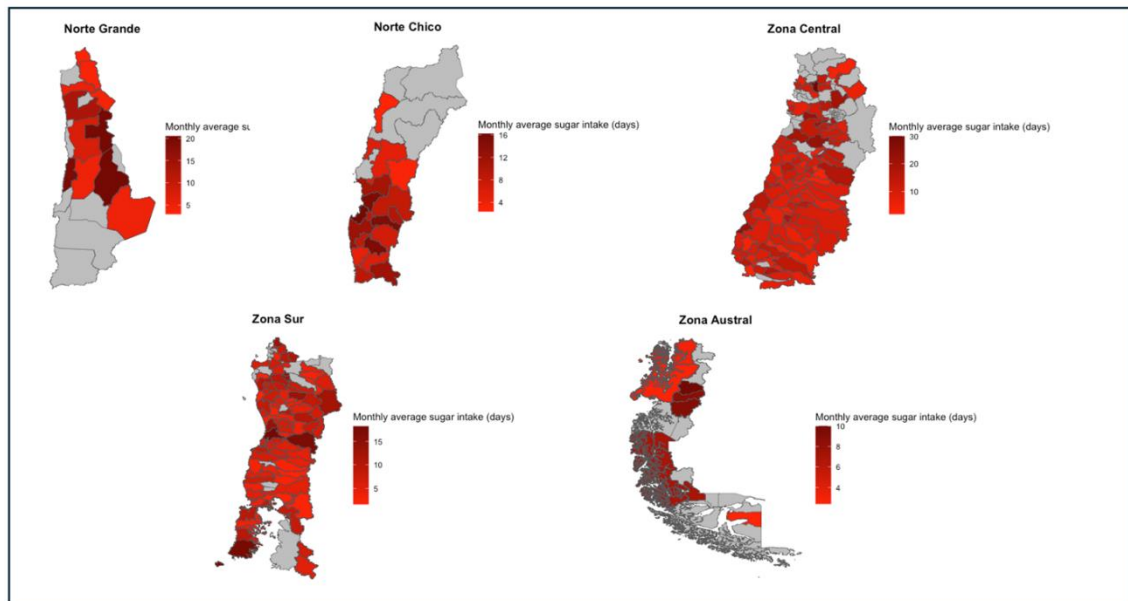 Norte Grande
Monthly average su
20
15
10
5
Norte Chico
Monthly average sugar intake (days)
16
12
8
4
Zona Central
Monthly average sugar intake (days)
30
20
10
Zona Sur
Monthly average sugar intake (days)
15
10
5
Zona Austral
Monthly average sugar intake (days)
10
8
6
4